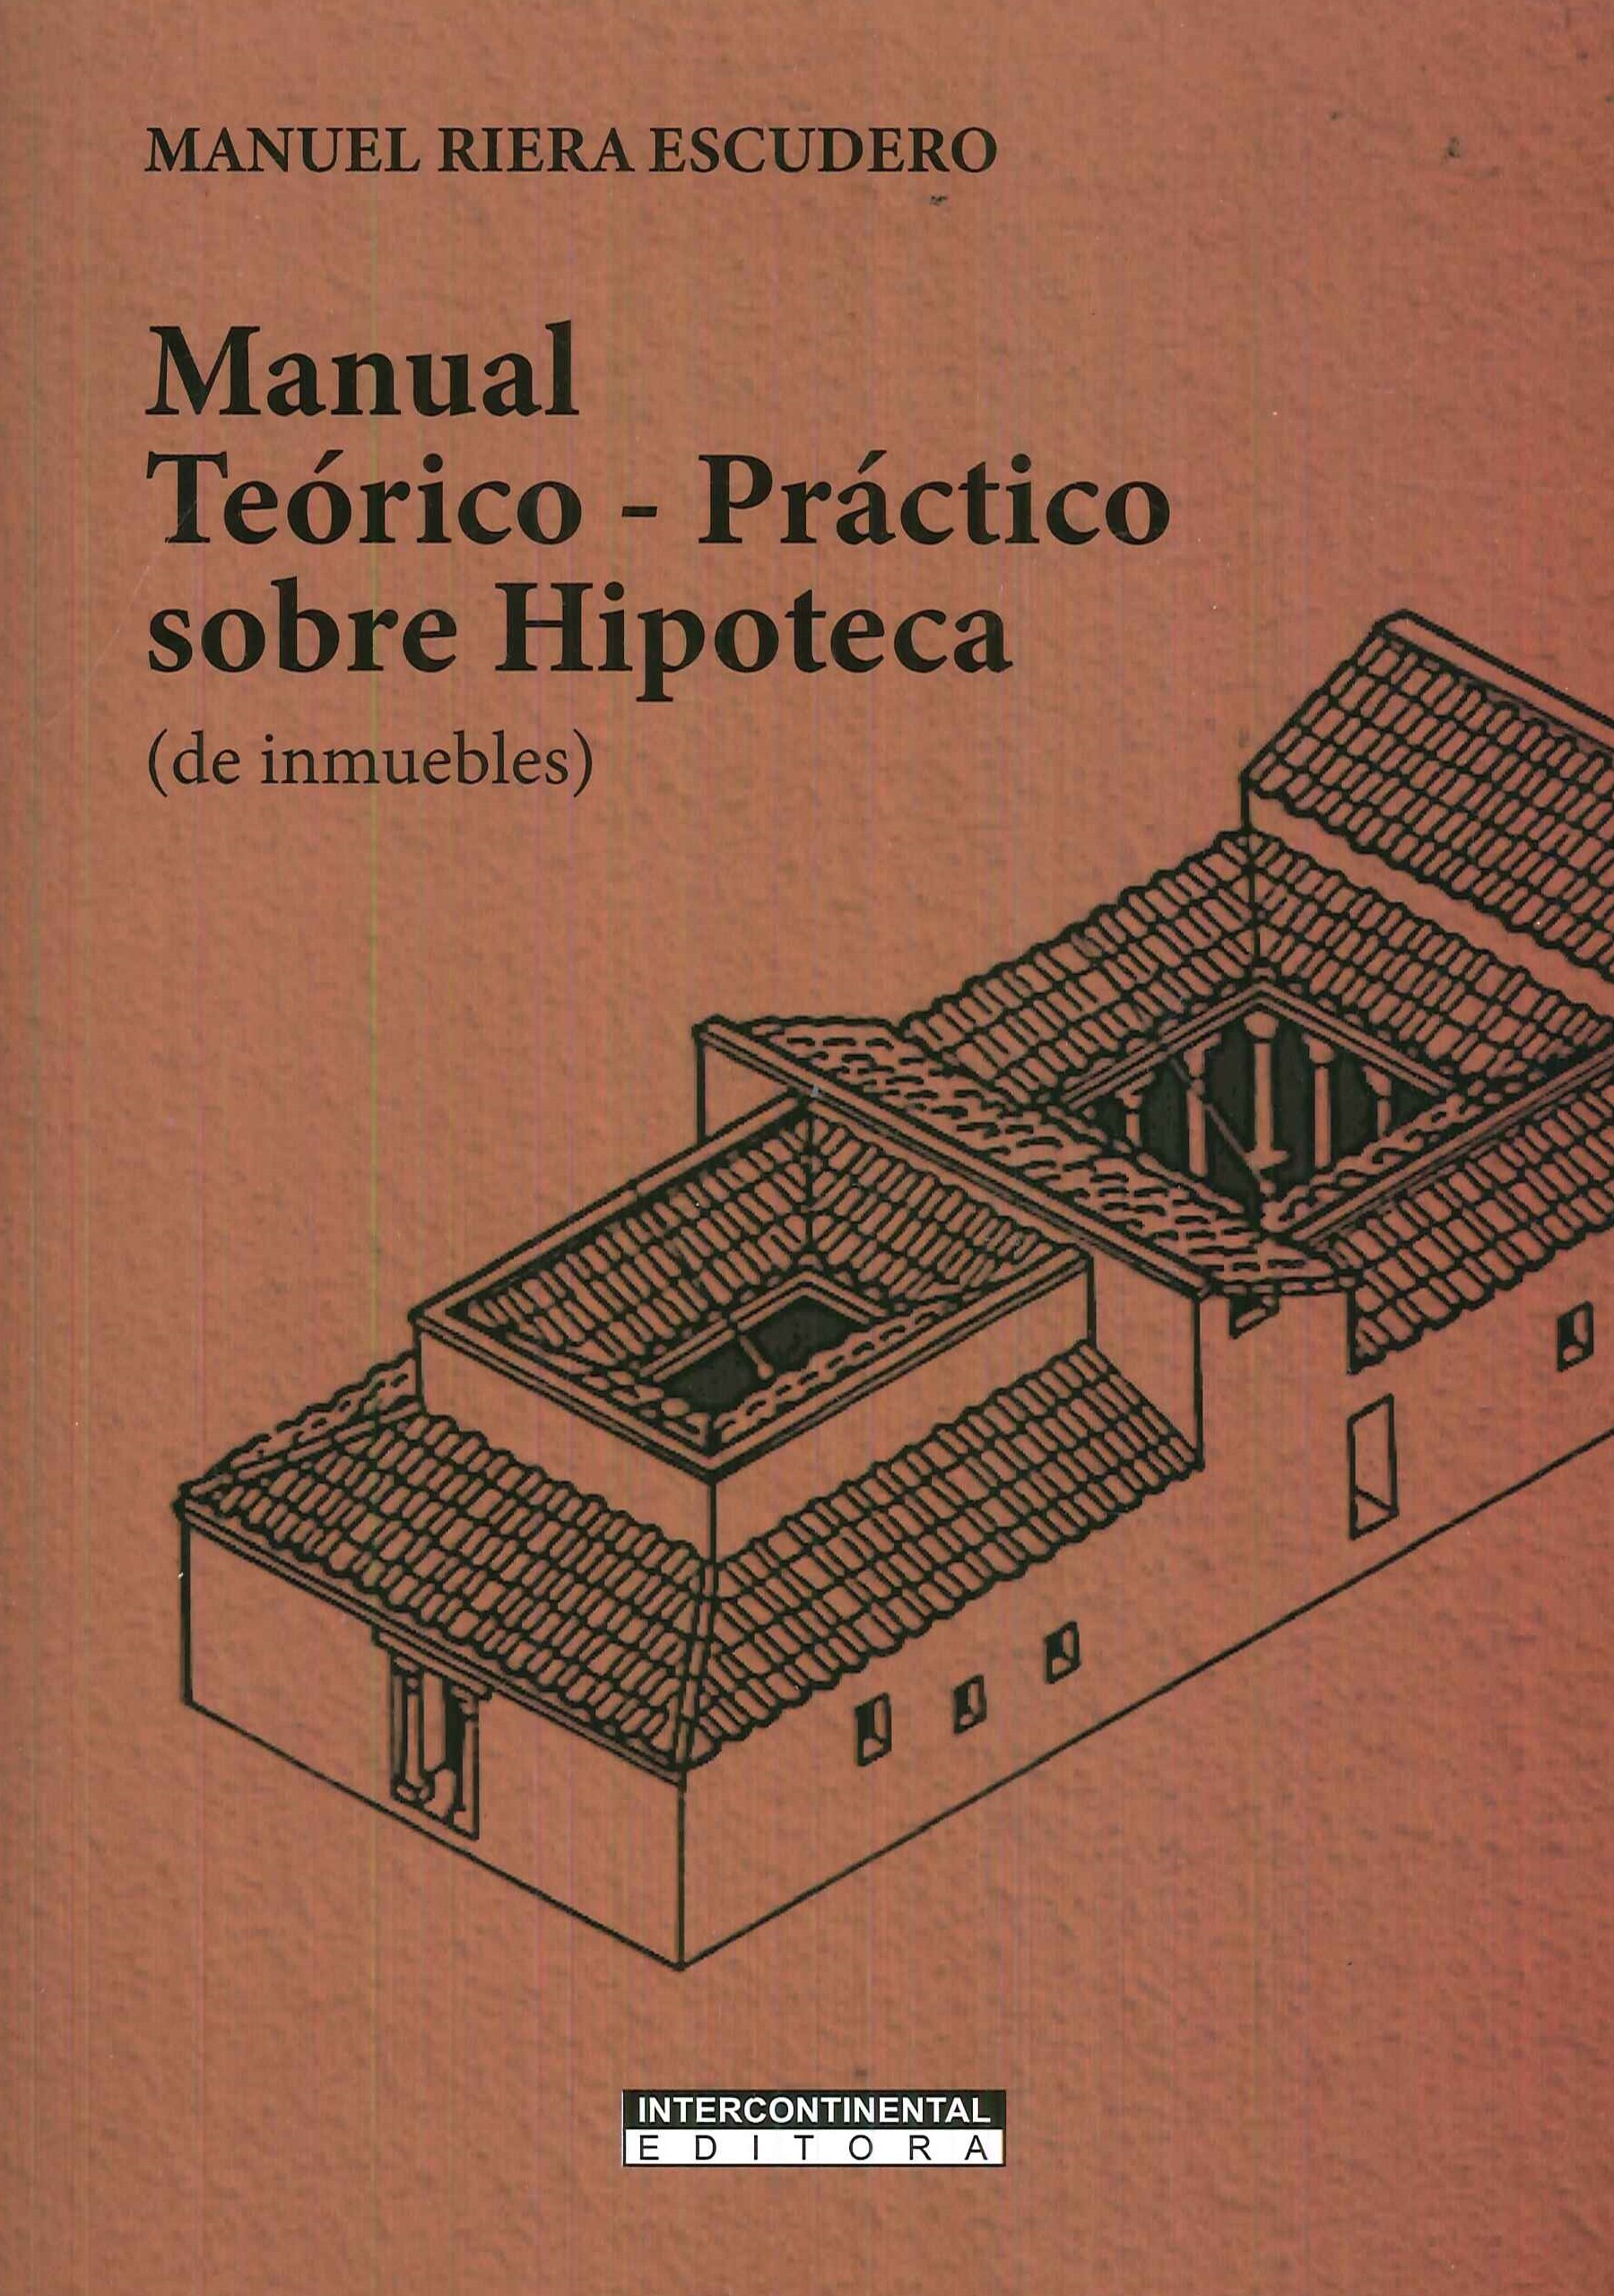 MANUEL RIERA ESCUDERO
Manual
Teórico - Práctico
sobre Hipoteca
(de inmuebles)
INTERCONTINENTAL
EDITORA